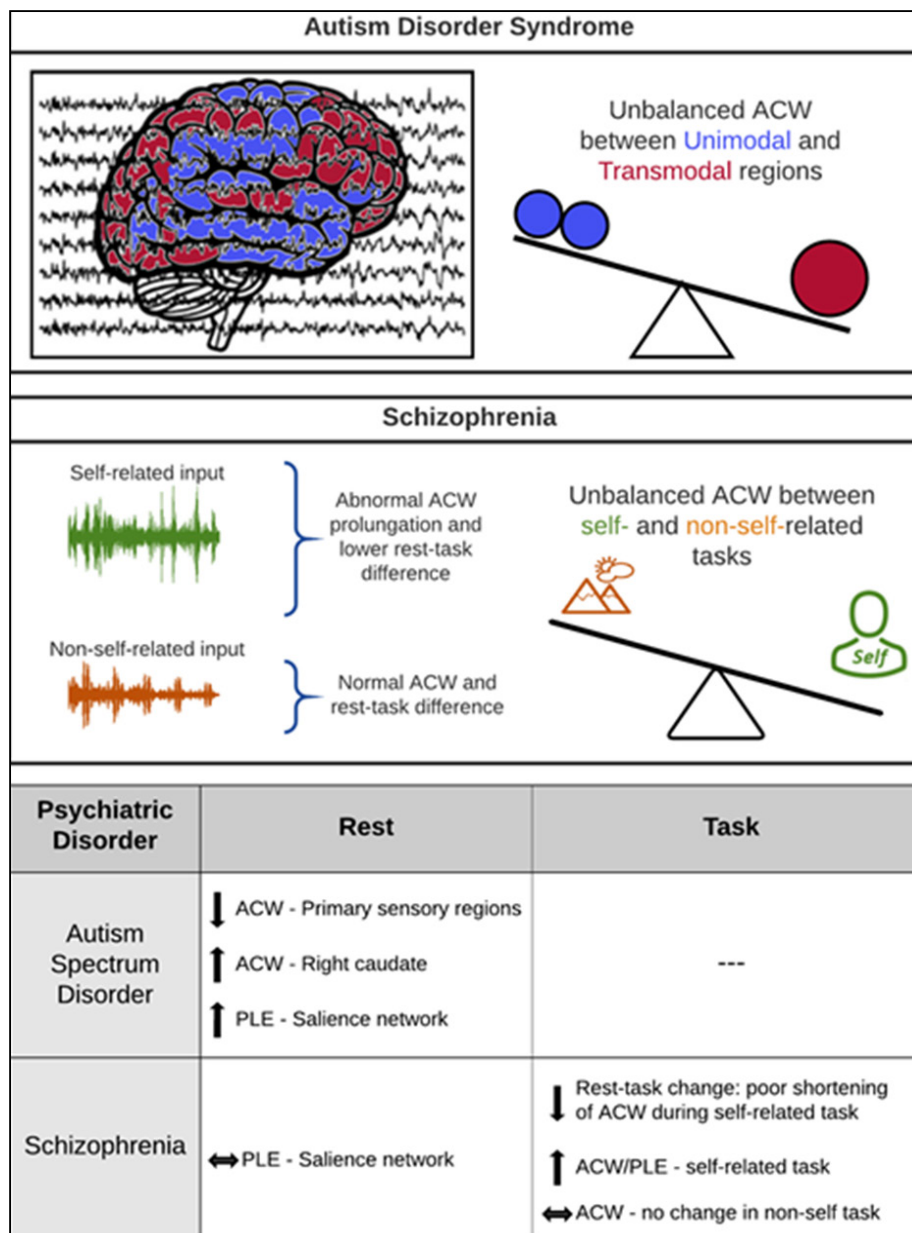 Autism Disorder Syndrome
Unbalanced ACW
between Unimodal and
Transmodal regions
Schizophrenia
Self-related input
Abnormal ACW
prolungation and
lower rest-task
difference
Non-self-related input
Normal ACW and
rest-task difference
Unbalanced ACW between
self- and non-self-related
tasks
Self
Psychiatric
Disorder
Rest
Task
Autism
Spectrum
Disorder
ACW - Primary sensory regions
ACW - Right caudate
PLE - Salience network
---
Schizophrenia
PLE - Salience network
Rest-task change: poor shortening
of ACW during self-related task
ACW/PLE - self-related task
ACW - no change in non-self task